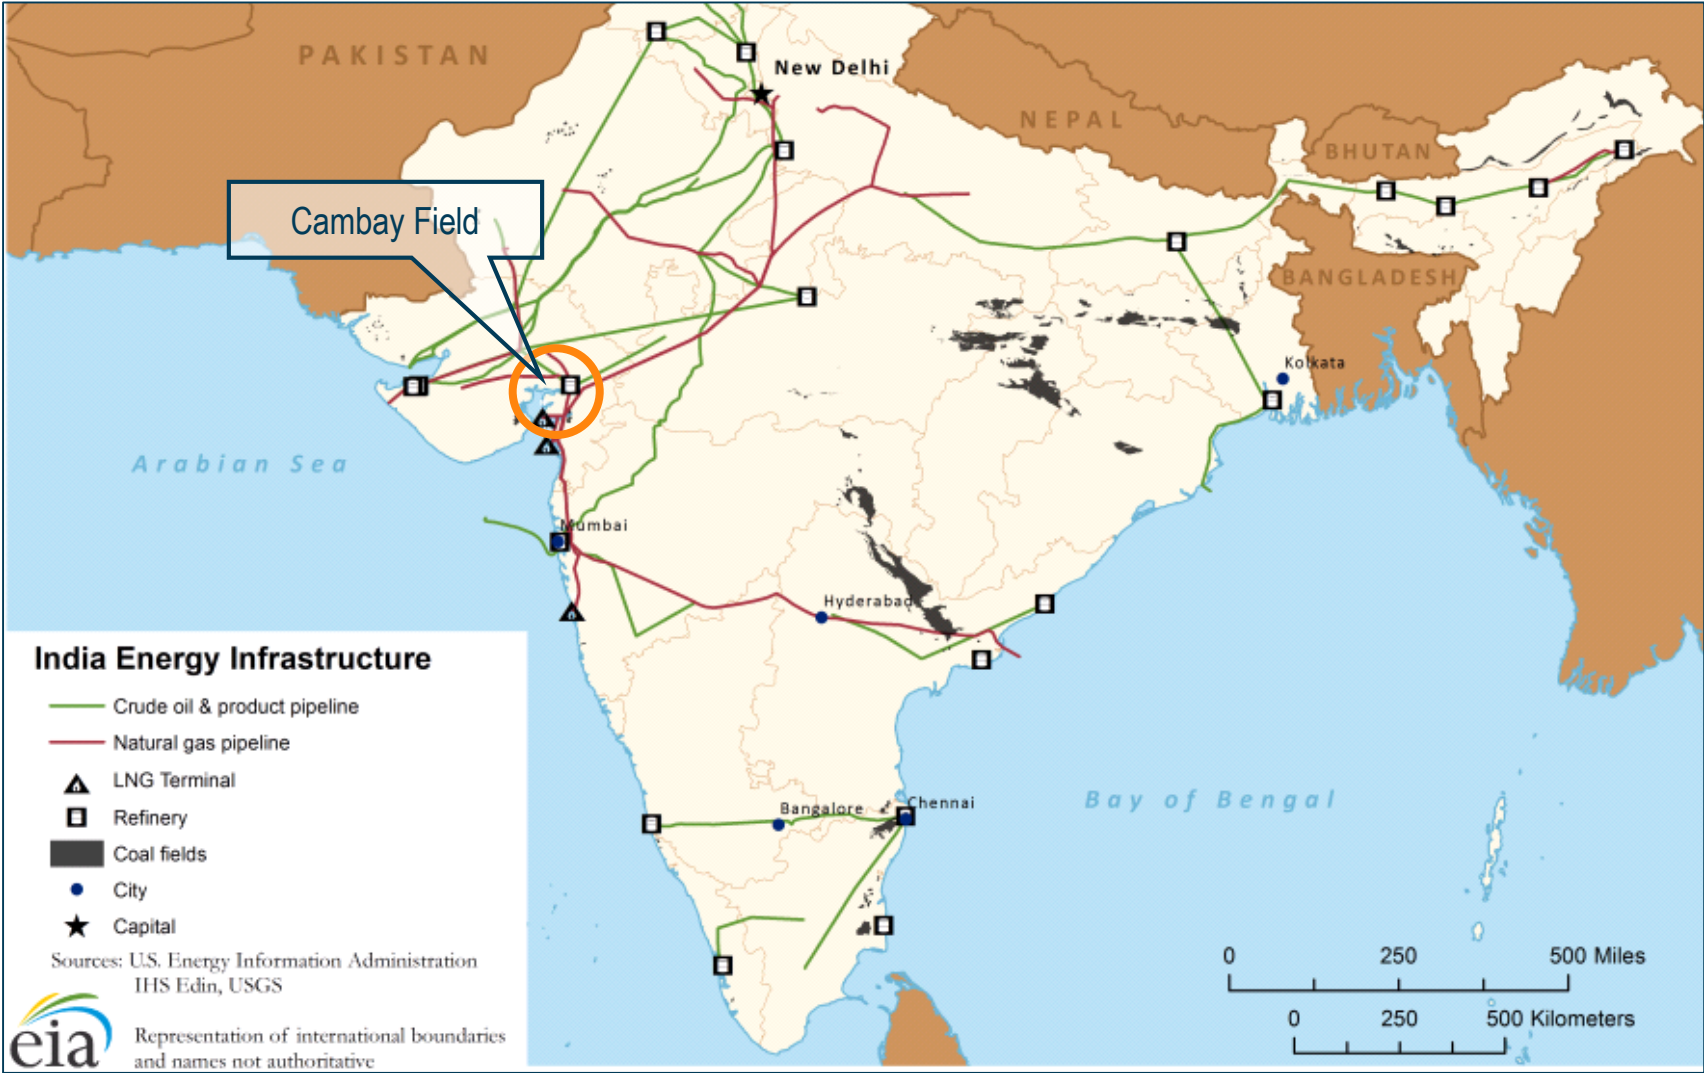 PAKISTAN
New Delhi
NEPAL
BHUTAN
Cambay Field
BANGLADESH
Kolkata
Arabian Sea
Mumbai
Hyderabad
India Energy Infrastructure
Crude oil & product pipeline
Natural gas pipeline
LNG Terminal
Refinery
Coal fields
City
Capital
Bangalore
Chennai
Bay of Bengal
Sources: U.S. Energy Information Administration
IHS Edin, USGS
eia
Representation of international boundaries
and names not authoritative
0 250 500 Miles
0 250 500 Kilometers